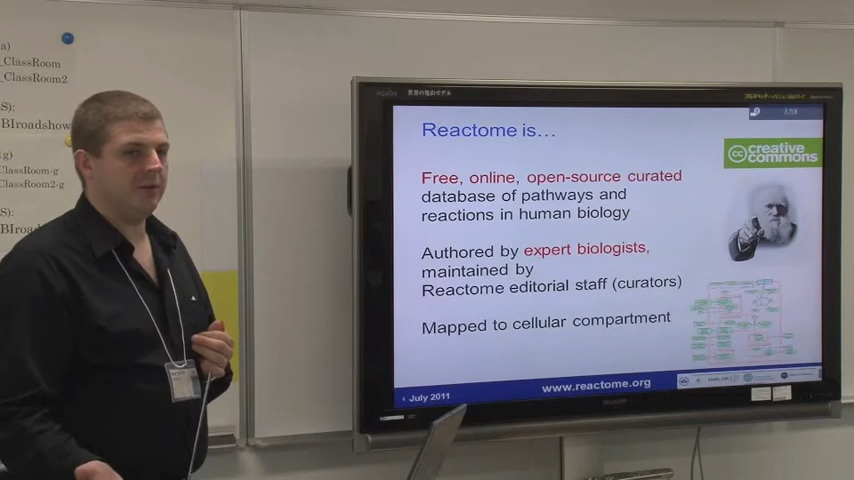 a)
_ClassRoom
_ClassRoom2
S):
BIroadshow
g)
ClassRoom-g
ClassRoom2-g
S):
BIroad
Reactome is…
creative
commons
Free, online, open-source curated
database of pathways and
reactions in human biology
Authored by expert biologists,
maintained by
Reactome editorial staff (curators)
Mapped to cellular compartment
July 2011
www.reactome.org
SHARP